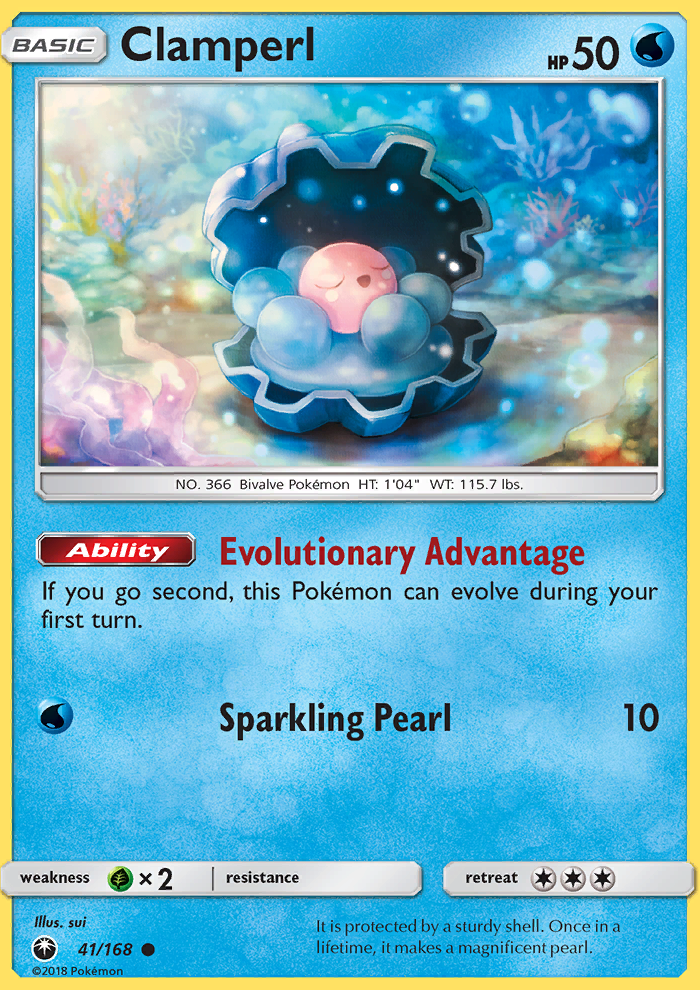 BASIC Clamperl HP 50
NO. 366 Bivalve Pokémon HT: 1'04" WT: 115.7 lbs.
Ability Evolutionary Advantage
If you go second, this Pokémon can evolve during your
first turn.
Sparkling Pearl 10
weakness ×2 resistance retreat
Illus. sui
41/168
©2018 Pokémon
It is protected by a sturdy shell. Once in a
lifetime, it makes a magnificent pearl.